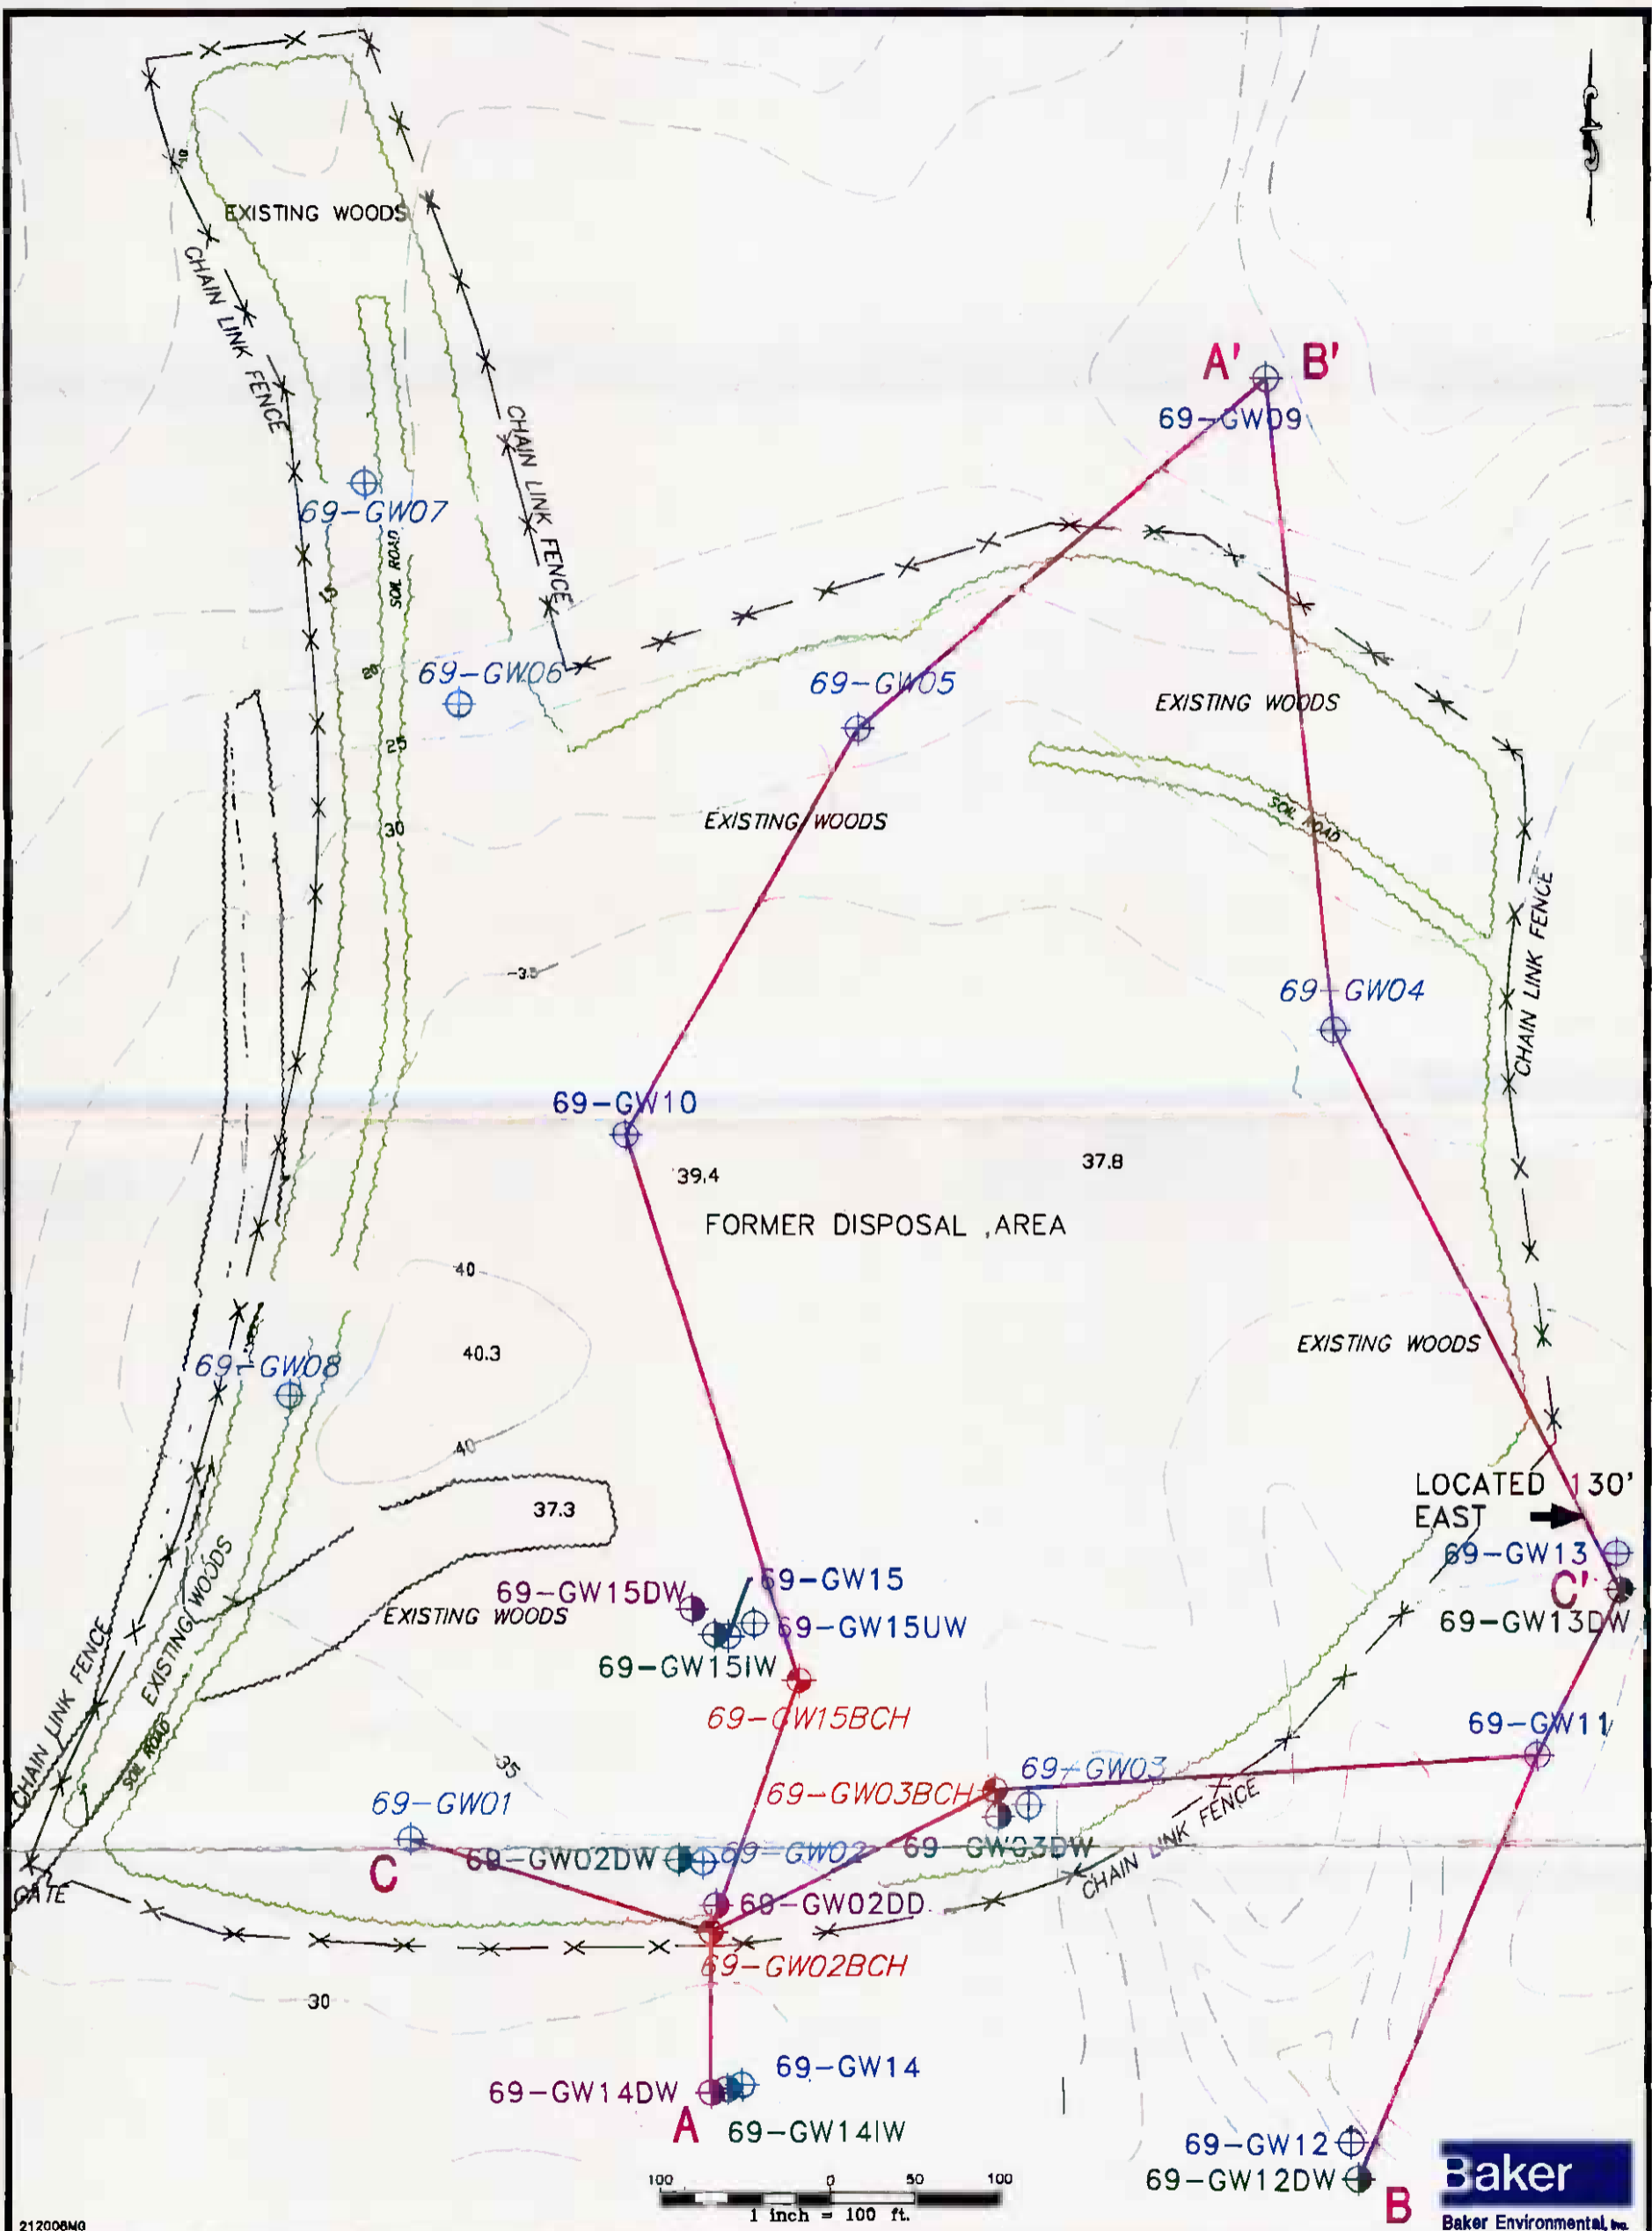 EXISTING WOODS
CHAIN LINK FENCE
CHAIN LINK FENCE
A'
B'
69-GW09
69-GW07
15
SOIL ROAD
20
69-GW06
69-GW05
EXISTING WOODS
25
SOIL ROAD
EXISTING WOODS
30
CHAIN LINK FENCE
69-GW04
69-GW10
39.4
37.8
FORMER DISPOSAL AREA
40
40.3
EXISTING WOODS
69-GW08
40
LOCATED 130'
EAST
37.3
69-GW13
C'
69-GW13DW
69-GW15
69-GW15DW
EXISTING WOODS
69-GW15UW
69-GW15IW
EXISTING WOODS
CHAIN LINK FENCE
SOIL ROAD
69-GW15BCH
69-GW11
35
69-GW03
69-GW03BCH
69-GW01
69-GW03DW
CHAIN LINK FENCE
C
69-GW02DW
69-GW02
GATE
69-GW02DD
69-GW02BCH
30
69-GW14
69-GW14DW
A
69-GW14IW
69-GW12
69-GW12DW
B
100 0 50 100
1 inch = 100 ft.
Baker
Baker Environmental, Inc.
212008MG